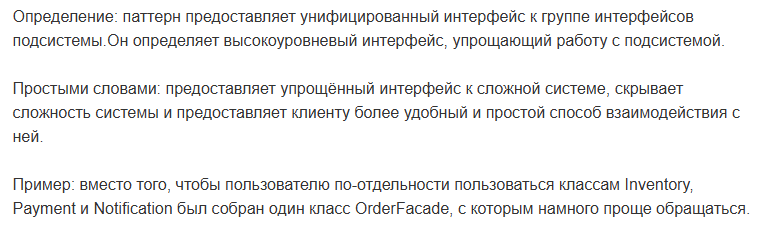 Определение: паттерн предоставляет унифицированный интерфейс к группе интерфейсов
подсистемы.Он определяет высокоуровневый интерфейс, упрощающий работу с подсистемой.
Простыми словами: предоставляет упрощённый интерфейс к сложной системе, скрывает
сложность системы и предоставляет клиенту более удобный и простой способ взаимодействия с
ней.
Пример: вместо того, чтобы пользователю по-отдельности пользоваться классам Inventory,
Payment и Notification был собран один класс OrderFacade, с которым намного проще обращаться.